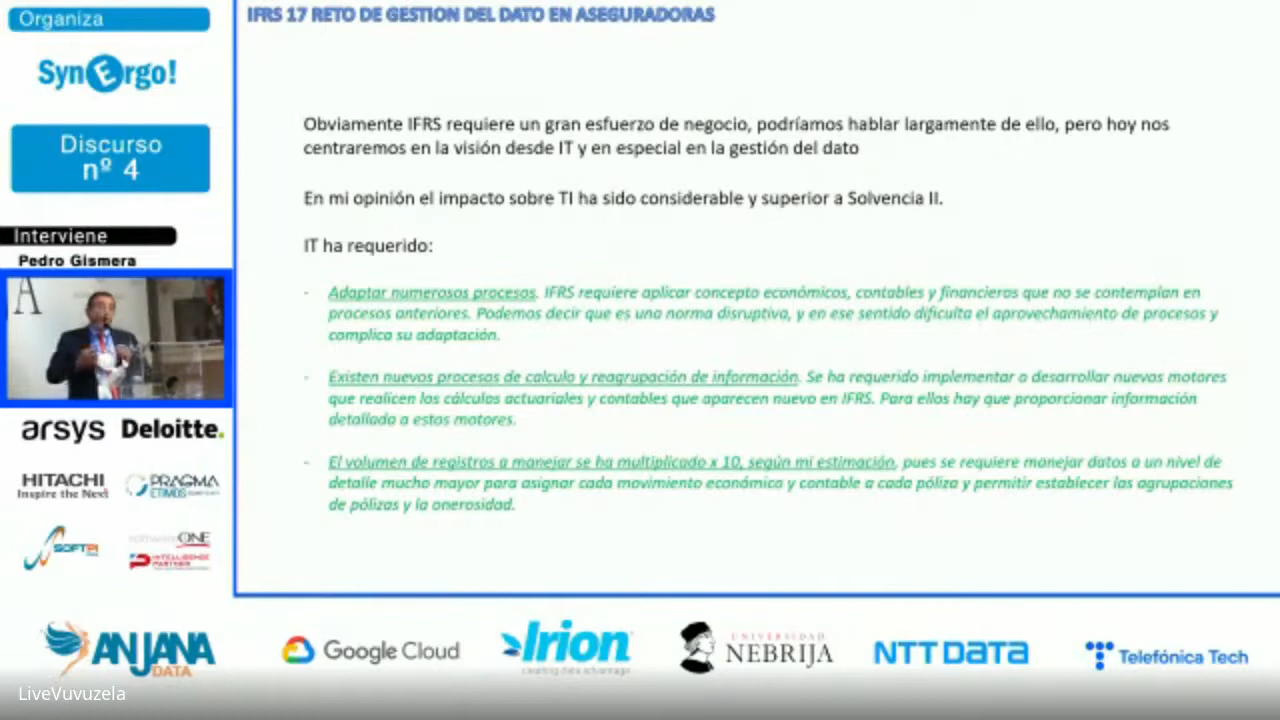 Organiza
SynErgo!
Discurso
nº 4
Interviene
Pedro Gismera
A
arsys Deloitte.
HITACHI
Inspire the Next
PRAGMA
ETIMOS
SOFTPI
softwareONE
INTELLIGENCE
PARTNER
IFRS 17 RETO DE GESTION DEL DATO EN ASEGURADORAS
Obviamente IFRS requiere un gran esfuerzo de negocio, podríamos hablar largamente de ello, pero hoy nos
centraremos en la visión desde IT y en especial en la gestión del dato
En mi opinión el impacto sobre TI ha sido considerable y superior a Solvencia II.
IT ha requerido:
- Adaptar numerosos procesos. IFRS requiere aplicar concepto económicos, contables y financieros que no se contemplan en
procesos anteriores. Podemos decir que es una norma disruptiva, y en ese sentido dificulta el aprovechamiento de procesos y
complica su adaptación.
- Existen nuevos procesos de calculo y reagrupación de información. Se ha requerido implementar o desarrollar nuevos motores
que realicen los cálculos actuariales y contables que aparecen nuevo en IFRS. Para ellos hay que proporcionar información
detallada a estos motores.
- El volumen de registros a manejar se ha multiplicado x 10, según mi estimación, pues se requiere manejar datos a un nivel de
detalle mucho mayor para asignar cada movimiento económico y contable a cada póliza y permitir establecer las agrupaciones
de pólizas y la onerosidad.
ANJANA
DATA
Google Cloud
Irion
creating data advantage
UNIVERSIDAD
NEBRIJA
NTT DATA
Telefónica Tech
LiveVuvuzela